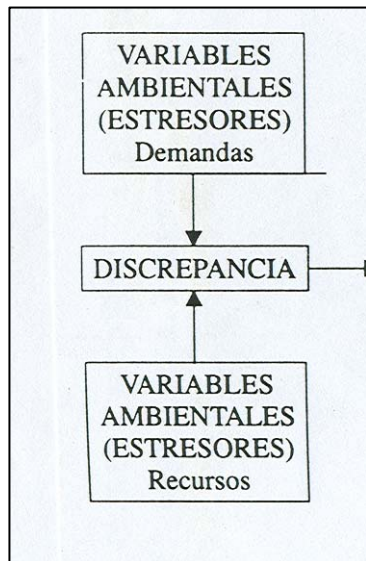 VARIABLES
AMBIENTALES
(ESTRESORES)
Demandas
DISCREPANCIA
VARIABLES
AMBIENTALES
(ESTRESORES)
Recursos